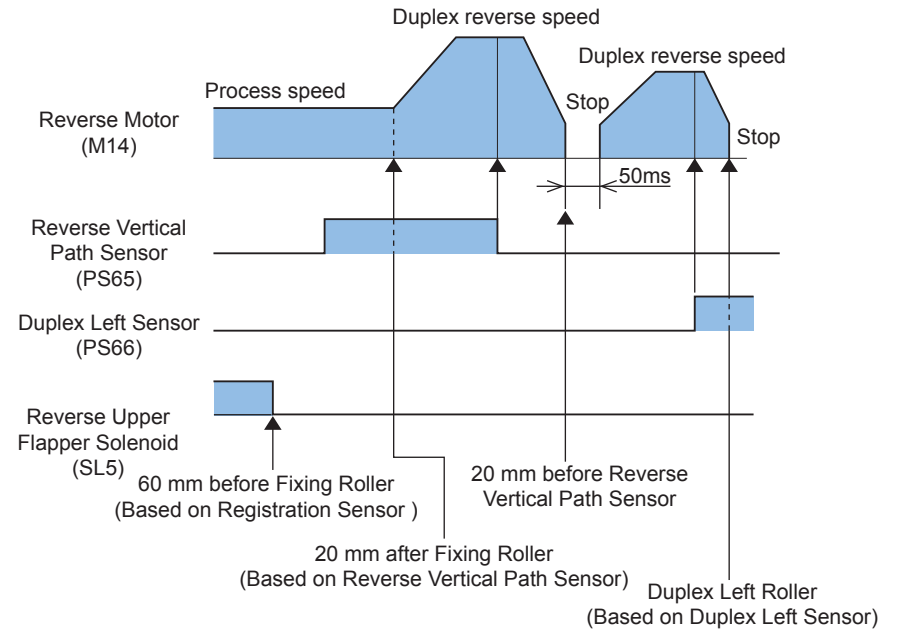 Duplex reverse speed
Duplex reverse speed
Process speed
Stop
Reverse Motor
(M14)
Stop
50ms
Reverse Vertical
Path Sensor
(PS65)
Duplex Left Sensor
(PS66)
Reverse Upper
Flapper Solenoid
(SL5)
60 mm before Fixing Roller
(Based on Registration Sensor )
20 mm before Reverse
Vertical Path Sensor
20 mm after Fixing Roller
(Based on Reverse Vertical Path Sensor)
Duplex Left Roller
(Based on Duplex Left Sensor)